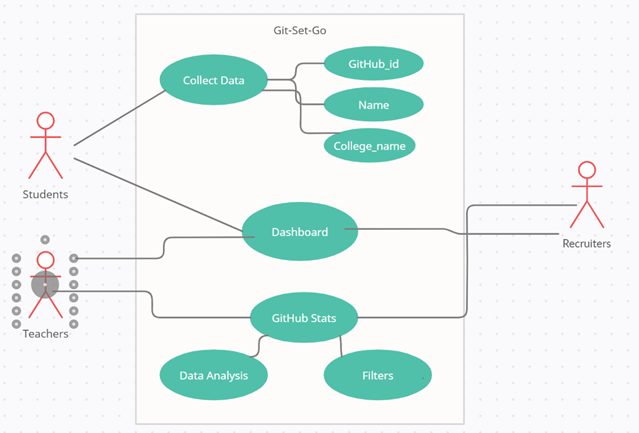 Git-Set-Go
Collect Data
GitHub_id
Name
College_name
Students
Dashboard
Recruiters
Teachers
GitHub Stats
Data Analysis
Filters